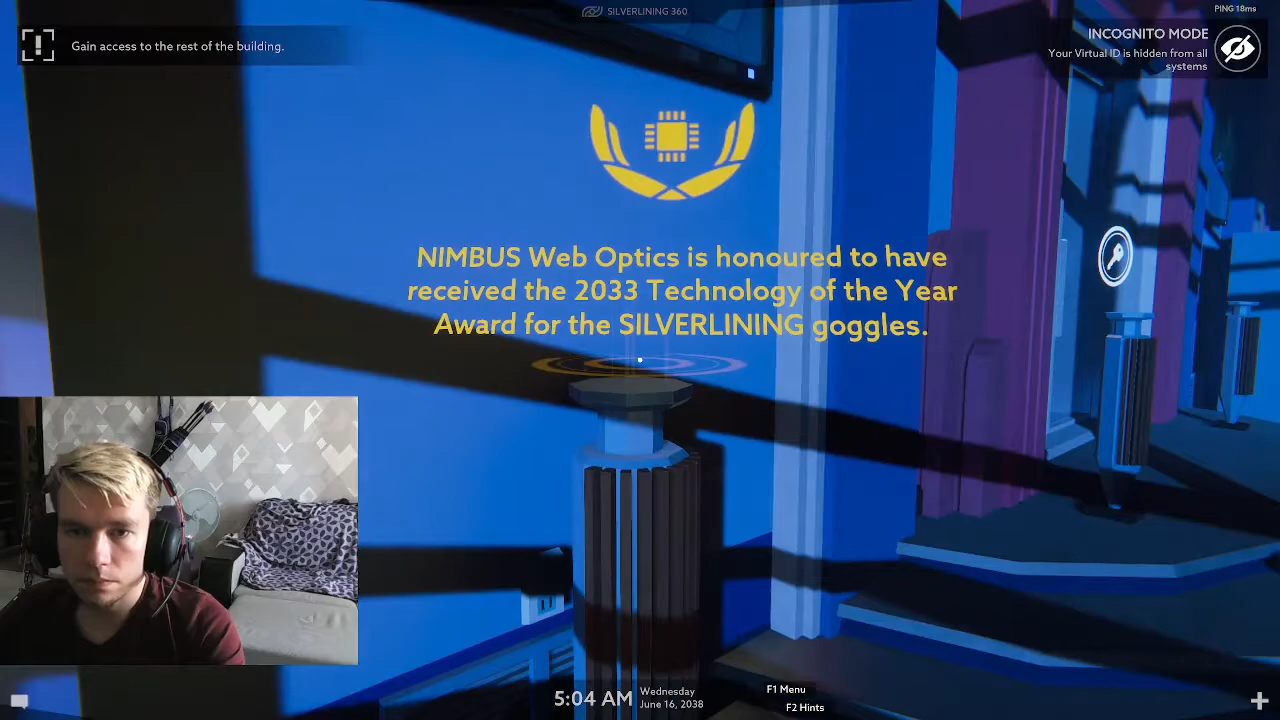 SILVERLINING 360
PING 18ms
Gain access to the rest of the building.
INCOGNITO MODE
Your Virtual ID is hidden from all
systems
NIMBUS Web Optics is honoured to have
received the 2033 Technology of the Year
Award for the SILVERLINING goggles.
5:04 AM
Wednesday
June 16, 2038
F1 Menu
F2 Hints